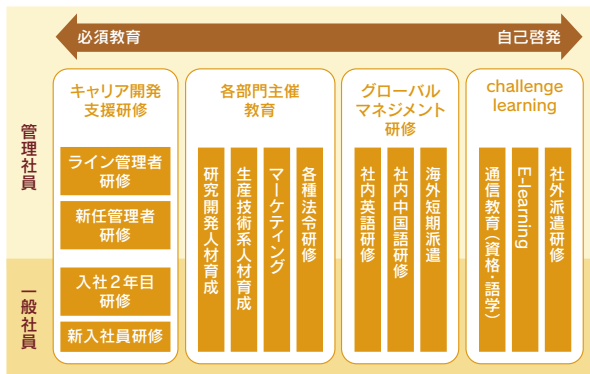 必須教育
自己啓発
管理社員
一般社員
キャリア開発
支援研修
ライン管理者
研修
新任管理者
研修
入社２年目
研修
新入社員研修
各部門主催
教育
研究開発人材育成
生産技術系人材育成
マーケティング
各種法令研修
グローバル
マネジメント
研修
社内英語研修
社内中国語研修
海外短期派遣
challenge
learning
通信教育（資格・語学）
E-learning
社外派遣研修